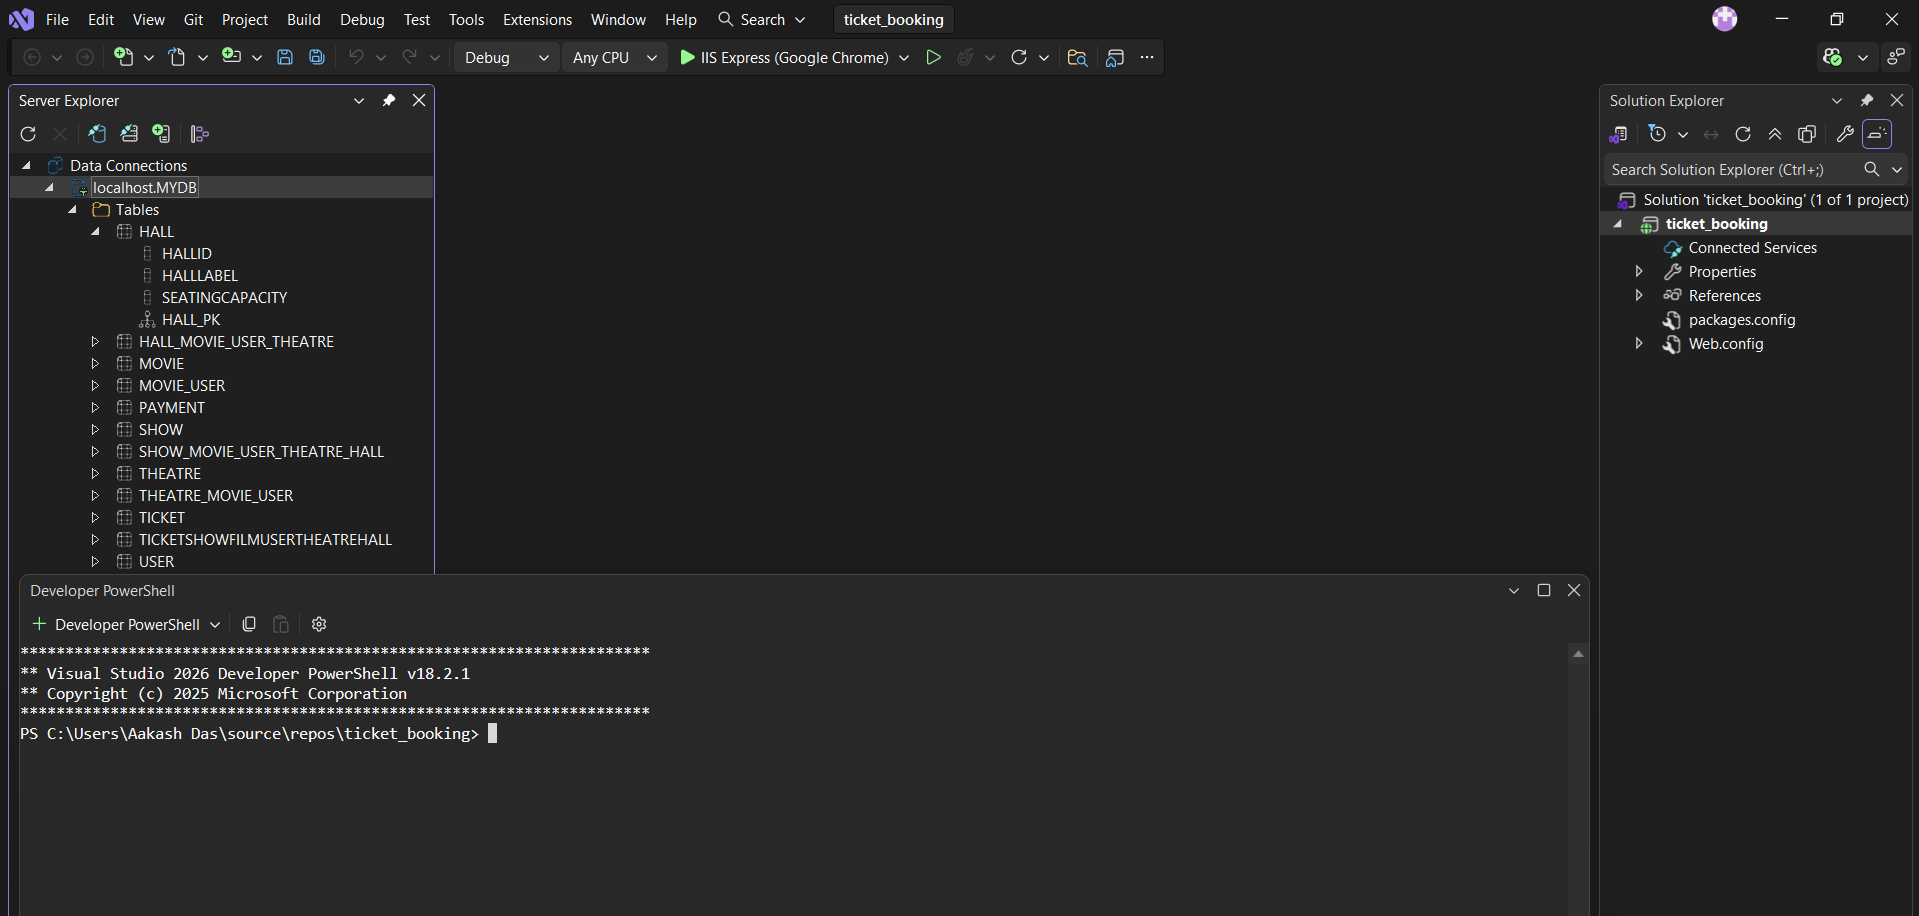 File Edit View Git Project Build Debug Test Tools Extensions Window Help Search ticket_booking
Debug Any CPU IIS Express (Google Chrome)
Server Explorer
Data Connections
localhost.MYDB
Tables
HALL
HALLID
HALLLABEL
SEATINGCAPACITY
HALL_PK
HALL_MOVIE_USER_THEATRE
MOVIE
MOVIE_USER
PAYMENT
SHOW
SHOW_MOVIE_USER_THEATRE_HALL
THEATRE
THEATRE_MOVIE_USER
TICKET
TICKETSHOWFILMUSERTHEATREHALL
USER
Developer PowerShell
Developer PowerShell
**********************************************************************
** Visual Studio 2026 Developer PowerShell v18.2.1
** Copyright (c) 2025 Microsoft Corporation
**********************************************************************
PS C:\Users\Aakash Das\source\repos\ticket_booking>
Solution Explorer
Search Solution Explorer (Ctrl+;)
Solution 'ticket_booking' (1 of 1 project)
ticket_booking
Connected Services
Properties
References
packages.config
Web.config